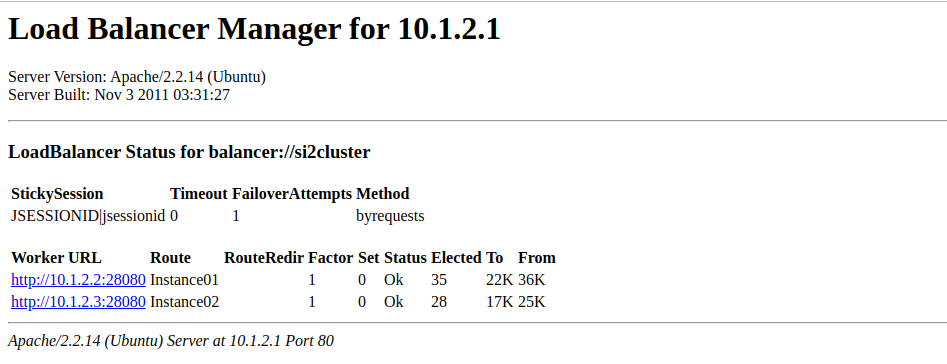 Load Balancer Manager for 10.1.2.1
Server Version: Apache/2.2.14 (Ubuntu)
Server Built: Nov 3 2011 03:31:27
LoadBalancer Status for balancer://si2cluster
StickySession Timeout FailoverAttempts Method
JSESSIONID|jsessionid 0 1 byrequests
Worker URL Route RouteRedir Factor Set Status Elected To From
http://10.1.2.2:28080 Instance01 1 0 Ok 35 22K 36K
http://10.1.2.3:28080 Instance02 1 0 Ok 28 17K 25K
Apache/2.2.14 (Ubuntu) Server at 10.1.2.1 Port 80